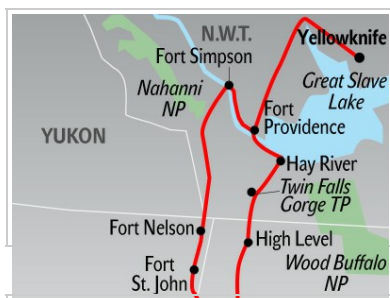 N.W.T.
Yellowknife
Fort Simpson
Great Slave
Lake
Nahanni
NP
Fort
Providence
YUKON
Hay River
Twin Falls
Gorge TP
Fort Nelson
High Level
Wood Buffalo
NP
Fort
St. John